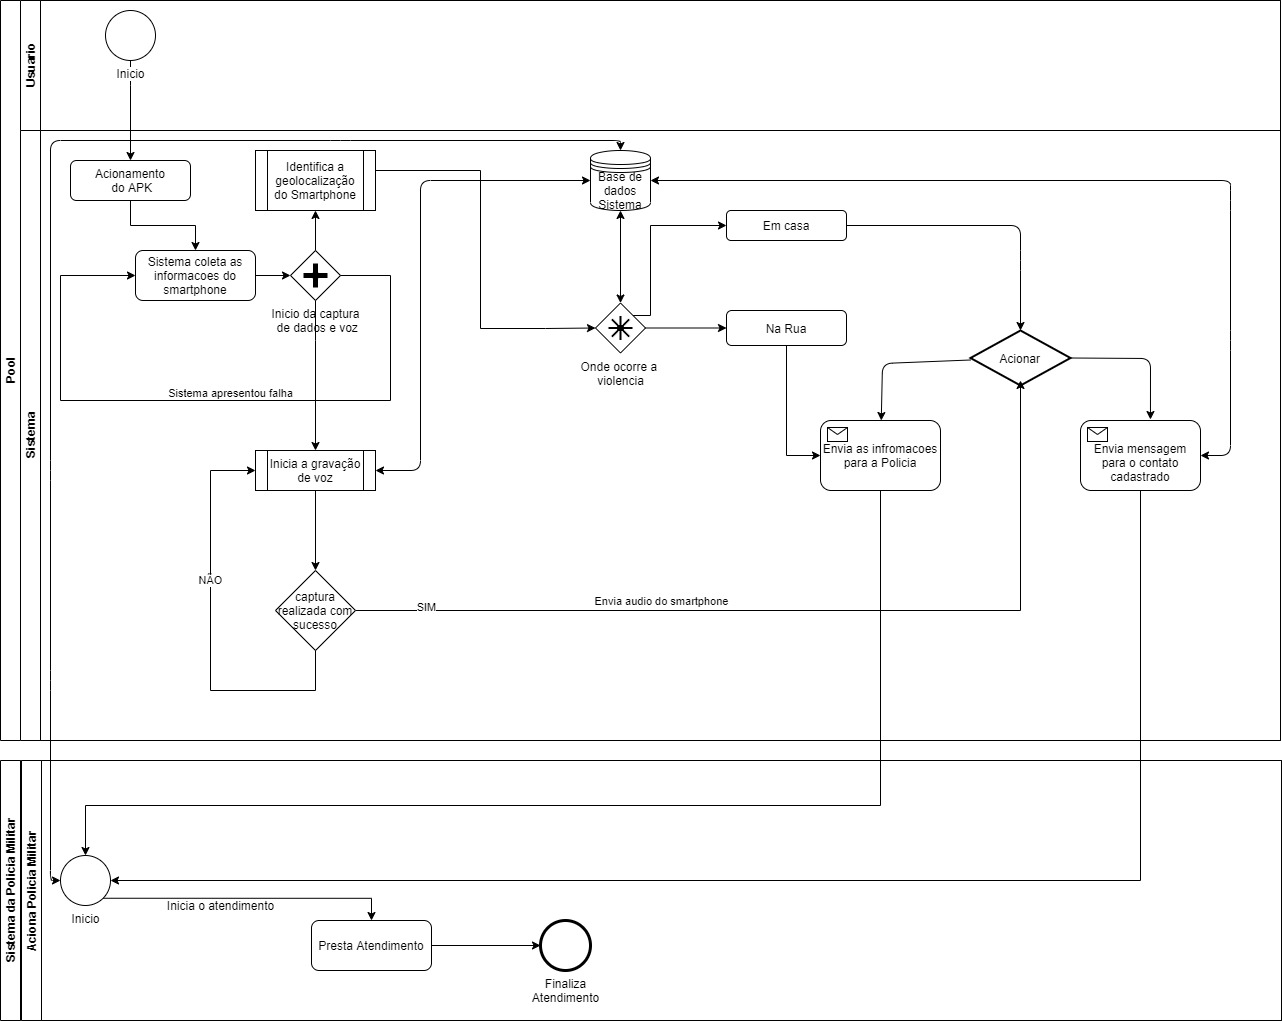 Pool
Usuario
Inicio
Sistema
Acionamento
do APK
Identifica a
geolocalização
do Smartphone
Base de
dados
Sistema
Em casa
Sistema coleta as
informacoes do
smartphone
Inicio da captura
de dados e voz
Na Rua
Onde ocorre a
violencia
Acionar
Sistema apresentou falha
Envia as infromacoes
para a Policia
Envia mensagem
para o contato
cadastrado
Inicia a gravação
de voz
NÃO
captura
realizada com
sucesso
SIM
Envia audio do smartphone
Sistema da Policia Militar
Aciona Policia Militar
Inicio
Inicia o atendimento
Presta Atendimento
Finaliza
Atendimento